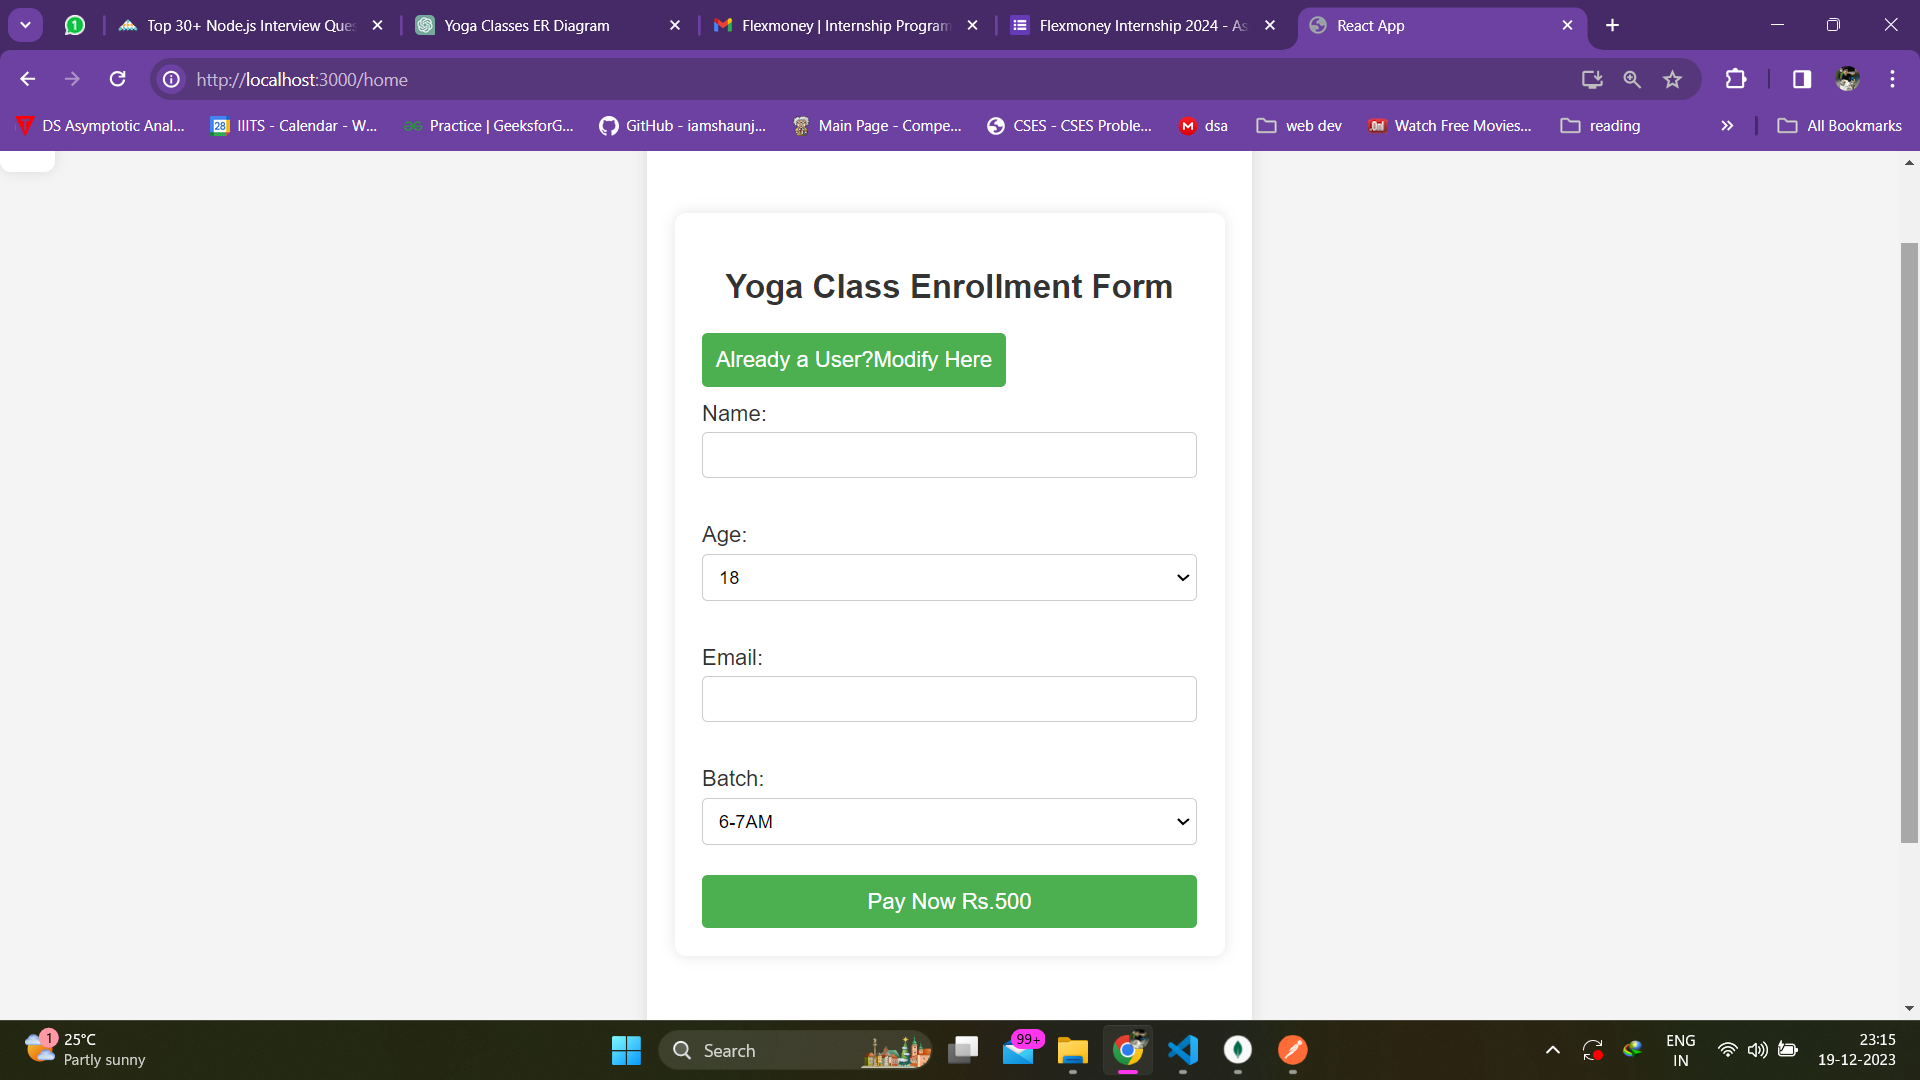 1
Top 30+ Node.js Interview Ques
Yoga Classes ER Diagram
Flexmoney | Internship Program
Flexmoney Internship 2024 - As
React App
http://localhost:3000/home
DS Asymptotic Anal...
28
IIITS - Calendar - W...
Practice | GeeksforG...
GitHub - iamshaunj...
Main Page - Compe...
CSES - CSES Proble...
dsa
web dev
Watch Free Movies...
reading
All Bookmarks
Yoga Class Enrollment Form
Already a User?Modify Here
Name:
Age:
18
Email:
Batch:
6-7AM
Pay Now Rs.500
1
25°C
Partly sunny
Search
99+
ENG
IN
23:15
19-12-2023